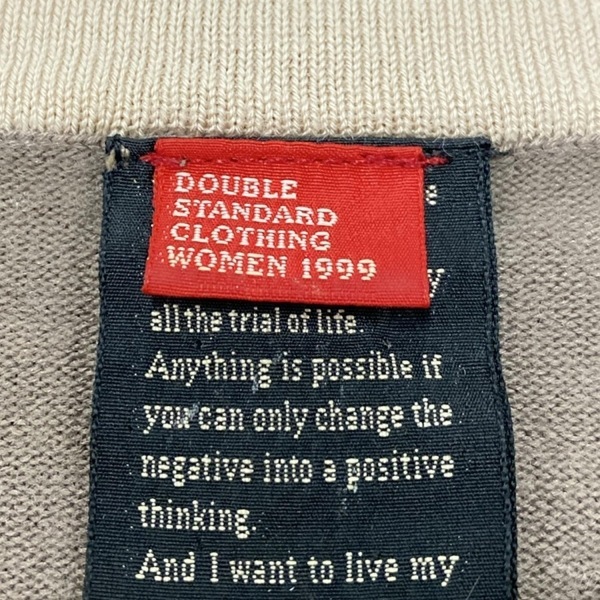 DOUBLE
STANDARD
CLOTHING
WOMEN 1999
all the trial of life.
Anything is possible if
you can only change the
negative into a positive
thinking.
And I want to live my